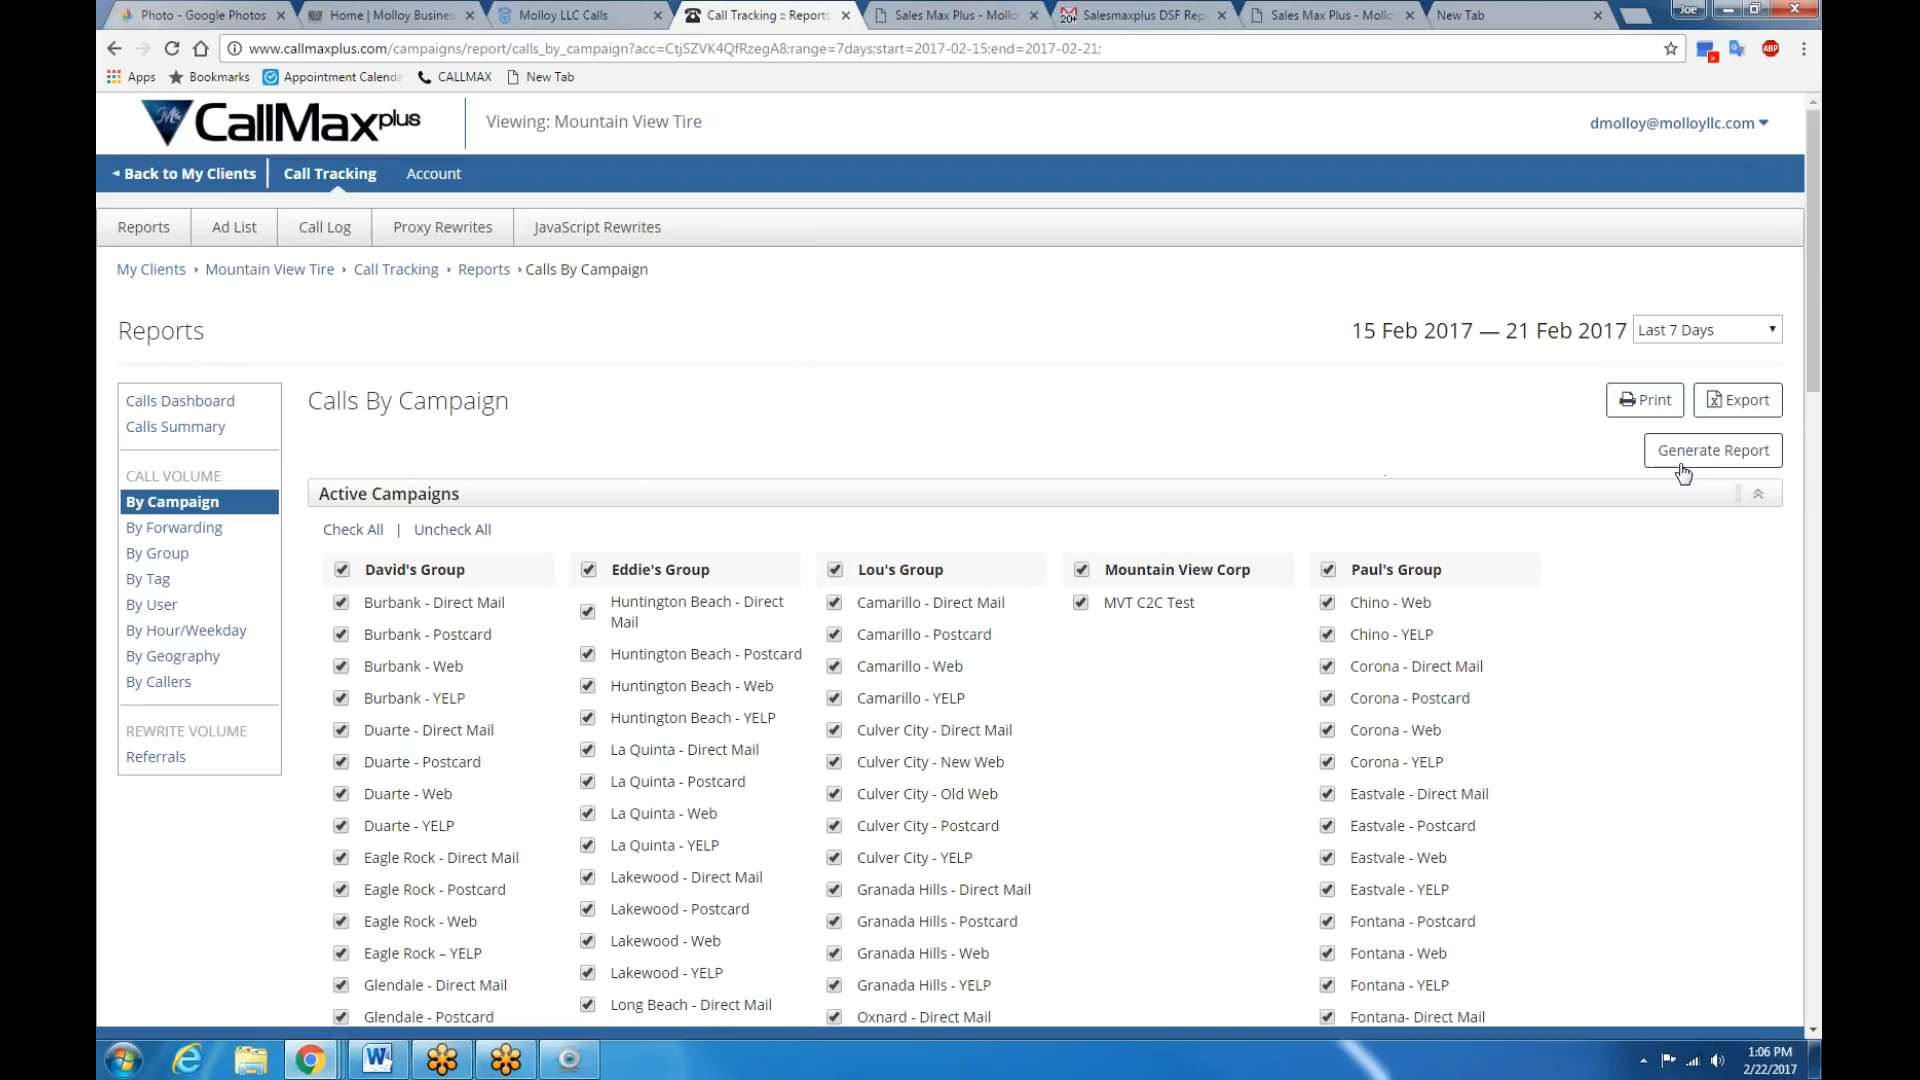 Photo - Google Photos
Home | Molloy Busine
Molloy LLC Calls
Call Tracking :: Reports
Sales Max Plus - Mollo
Salesmaxplus DSF Rep
Sales Max Plus - Mollo
New Tab
Joe
www.callmaxplus.com/campaigns/report/calls_by_campaign?acc=CtjSZVK4QfRzegA8;range=7days;start=2017-02-15;end=2017-02-21;
ABP
Apps
Bookmarks
Appointment Calenda
CALLMAX
New Tab
CallMax plus
Viewing: Mountain View Tire
dmolloy@molloyllc.com
Back to My Clients
Call Tracking
Account
Reports
Ad List
Call Log
Proxy Rewrites
JavaScript Rewrites
My Clients › Mountain View Tire › Call Tracking › Reports › Calls By Campaign
Reports
15 Feb 2017 — 21 Feb 2017
Last 7 Days
Calls Dashboard
Calls Summary
CALL VOLUME
By Campaign
By Forwarding
By Group
By Tag
By User
By Hour/Weekday
By Geography
By Callers
REWRITE VOLUME
Referrals
Calls By Campaign
Print
Export
Generate Report
Active Campaigns
Check All | Uncheck All
David's Group
Burbank - Direct Mail
Burbank - Postcard
Burbank - Web
Burbank - YELP
Duarte - Direct Mail
Duarte - Postcard
Duarte - Web
Duarte - YELP
Eagle Rock - Direct Mail
Eagle Rock - Postcard
Eagle Rock - Web
Eagle Rock – YELP
Glendale - Direct Mail
Glendale - Postcard
Eddie's Group
Huntington Beach - Direct
Mail
Huntington Beach - Postcard
Huntington Beach - Web
Huntington Beach - YELP
La Quinta - Direct Mail
La Quinta - Postcard
La Quinta - Web
La Quinta - YELP
Lakewood - Direct Mail
Lakewood - Postcard
Lakewood - Web
Lakewood - YELP
Long Beach - Direct Mail
Lou's Group
Camarillo - Direct Mail
Camarillo - Postcard
Camarillo - Web
Camarillo - YELP
Culver City - Direct Mail
Culver City - New Web
Culver City - Old Web
Culver City - Postcard
Culver City - YELP
Granada Hills - Direct Mail
Granada Hills - Postcard
Granada Hills - Web
Granada Hills - YELP
Oxnard - Direct Mail
Mountain View Corp
MVT C2C Test
Paul's Group
Chino - Web
Chino - YELP
Corona - Direct Mail
Corona - Postcard
Corona - Web
Corona - YELP
Eastvale - Direct Mail
Eastvale - Postcard
Eastvale - Web
Eastvale - YELP
Fontana - Postcard
Fontana - Web
Fontana - YELP
Fontana- Direct Mail
1:06 PM
2/22/2017